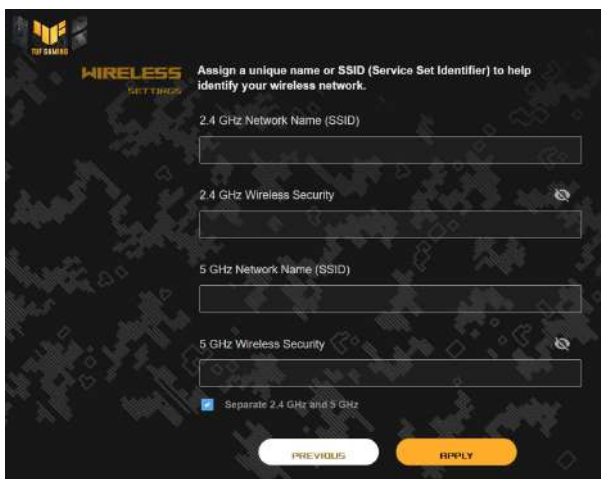 TUF GAMING
WIRELESS
SETTINGS
Assign a unique name or SSID (Service Set Identifier) to help
identify your wireless network.
2.4 GHz Network Name (SSID)
2.4 GHz Wireless Security
5 GHz Network Name (SSID)
5 GHz Wireless Security
Separate 2.4 GHz and 5 GHz
PREVIOUS
APPLY